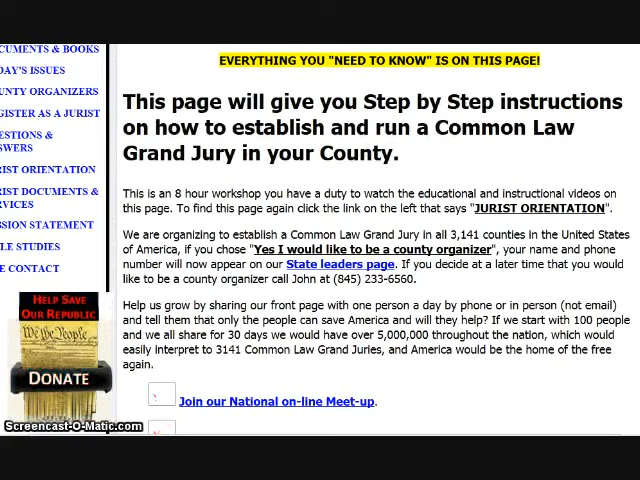 OCUMENTS & BOOKS
DAY'S ISSUES
UNTY ORGANIZERS
GISTER AS A JURIST
ESTIONS &
SWERS
RIST ORIENTATION
RIST DOCUMENTS &
RVICES
SSION STATEMENT
LE STUDIES
E CONTACT
HELP SAVE
OUR REPUBLIC
We the People
DONATE
Screencast-O-Matic.com
EVERYTHING YOU "NEED TO KNOW" IS ON THIS PAGE!
This page will give you Step by Step instructions
on how to establish and run a Common Law
Grand Jury in your County.
This is an 8 hour workshop you have a duty to watch the educational and instructional videos on
this page. To find this page again click the link on the left that says "JURIST ORIENTATION".
We are organizing to establish a Common Law Grand Jury in all 3,141 counties in the United States
of America, if you chose "Yes I would like to be a county organizer", your name and phone
number will now appear on our State leaders page. If you decide at a later time that you would
like to be a county organizer call John at (845) 233-6560.
Help us grow by sharing our front page with one person a day by phone or in person (not email)
and tell them that only the people can save America and will they help? If we start with 100 people
and we all share for 30 days we would have over 5,000,000 throughout the nation, which would
easily interpret to 3141 Common Law Grand Juries, and America would be the home of the free
again.
Join our National on-line Meet-up.